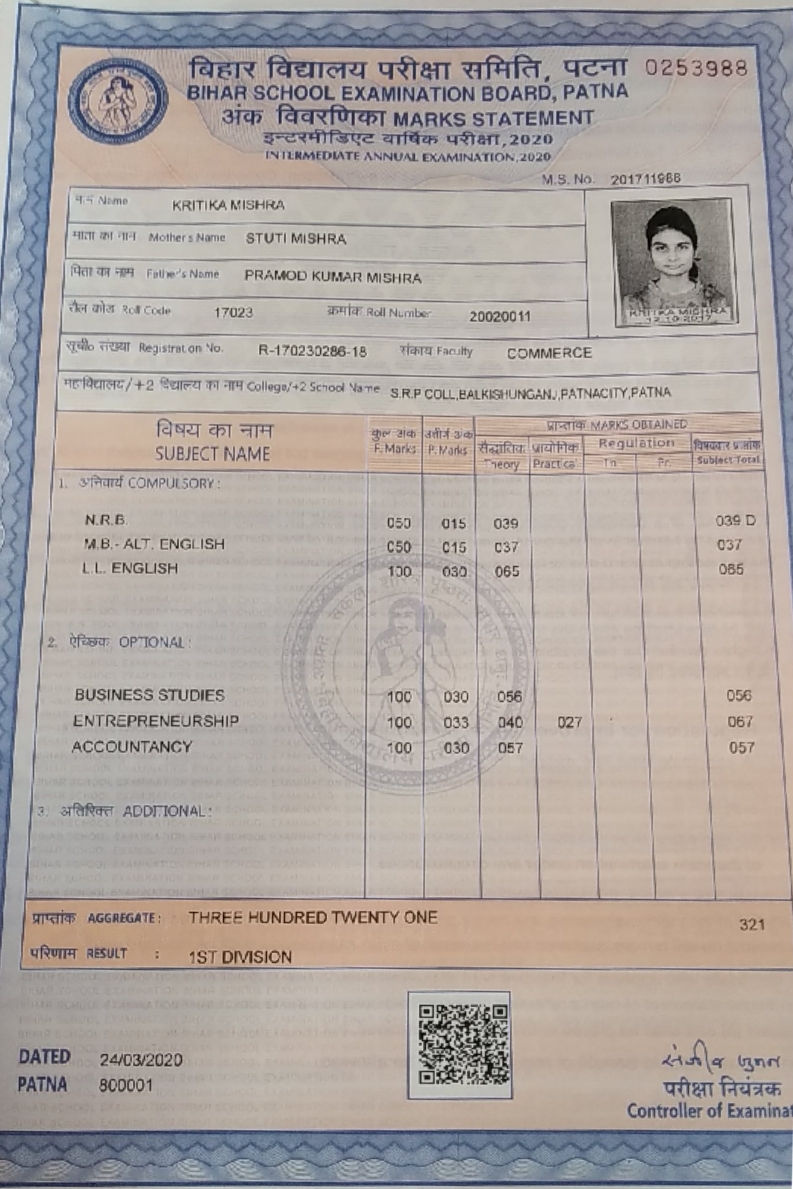 बिहार विद्यालय परीक्षा समिति, पटना 0253988
BIHAR SCHOOL EXAMINATION BOARD, PATNA
अंक विवरणिका MARKS STATEMENT
इन्टरमीडिएट वार्षिक परीक्षा, 2020
INTERMEDIATE ANNUAL EXAMINATION, 2020
M.S. No. 201711988
नाम Name KRITIKA MISHRA
माता का नाम Mother's Name STUTI MISHRA
पिता का नाम Father's Name PRAMOD KUMAR MISHRA
KRITIKA MISHRA
12.10.2017
रौल कोड Roll Code 17023 क्रमांक Roll Number 20020011
सूची० संख्या Registration No. R-170230286-18 संकाय Faculty COMMERCE
महाविद्यालय/+2 विद्यालय का नाम College/+2 School Name S.R.P COLL,BALKISHUNGANJ,PATNACITY,PATNA
विषय का नाम कुल अंक उत्तीर्ण अंक प्राप्तांक MARKS OBTAINED
SUBJECT NAME F. Marks P. Marks सैद्धांतिक Theory प्रायोगिक Practical Regulation Th. Pr. विषयवार प्राप्तांक Subject Total
1. अनिवार्य COMPULSORY:
N.R.B. 050 015 039 039 D
M.B.- ALT. ENGLISH 050 015 037 037
L.L. ENGLISH 100 030 065 065
2. ऐच्छिक OPTIONAL:
BUSINESS STUDIES 100 030 056 056
ENTREPRENEURSHIP 100 033 040 027 067
ACCOUNTANCY 100 030 057 057
3. अतिरिक्त ADDITIONAL:
प्राप्तांक AGGREGATE: THREE HUNDRED TWENTY ONE 321
परिणाम RESULT : 1ST DIVISION
DATED 24/03/2020
PATNA 800001
परीक्षा नियंत्रक
Controller of Examinat